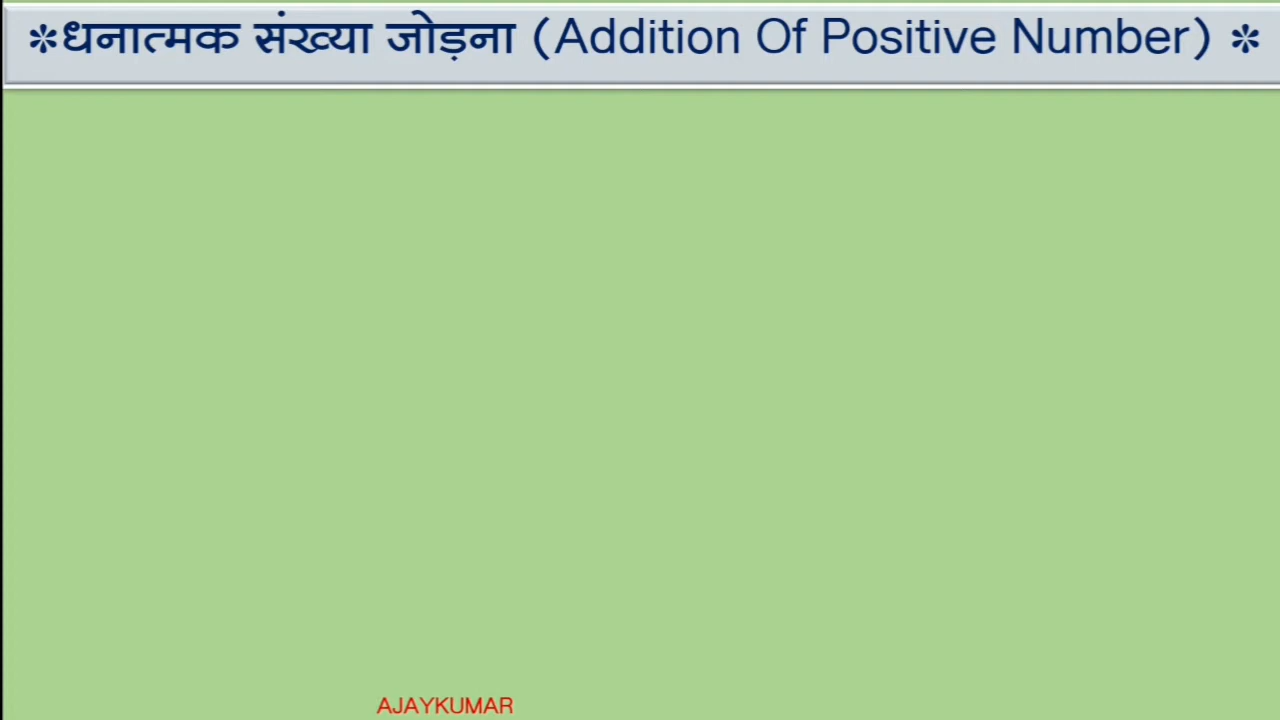 ✻धनात्मक संख्या जोड़ना (Addition Of Positive Number) ✻
AJAYKUMAR